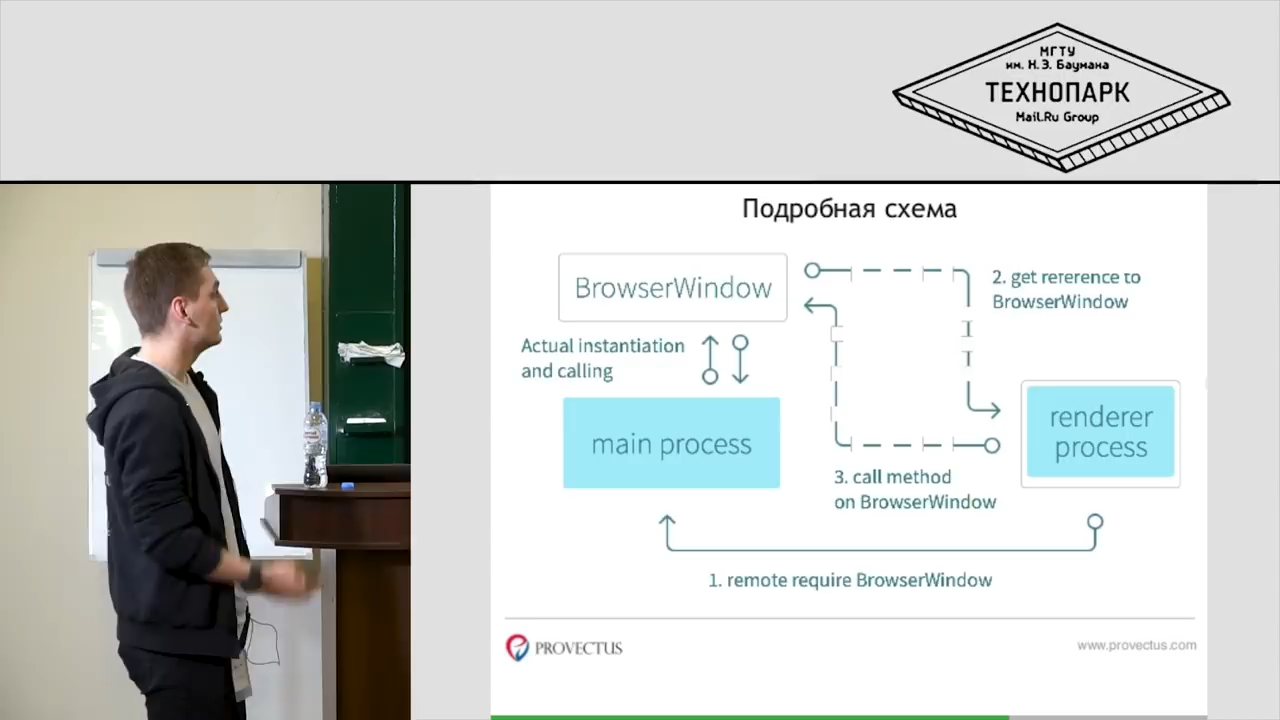 МГТУ
им. Н.Э. Баумана
ТЕХНОПАРК
Mail.Ru Group
Подробная схема
BrowserWindow
2. get rererence to
BrowserWindow
Actual instantiation
and calling
main process
renderer
process
3. call method
on BrowserWindow
1. remote require BrowserWindow
PROVECTUS
www.provectus.com